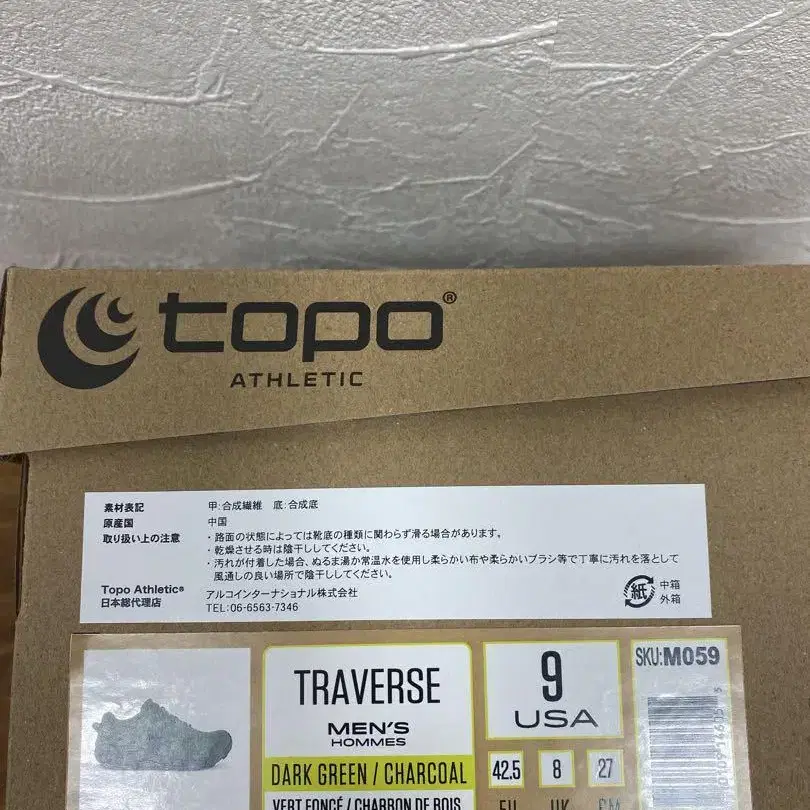 topo®
ATHLETIC
素材表記 甲:合成繊維 底:合成底
原産国 中国
取り扱い上の注意 ・路面の状態によっては靴底の種類に関わらず滑る場合があります。
・乾燥させる時は陰干ししてください。
・汚れが付着した場合、ぬるま湯か常温水を使用し柔らかい布や柔らかいブラシ等で丁寧に汚れを落として
風通しの良い場所で陰干ししてください。
Topo Athletic® アルコインターナショナル株式会社
日本総代理店 TEL:06-6563-7346
紙 中箱
外箱
TRAVERSE
MEN'S
HOMMES
DARK GREEN / CHARCOAL
VERT FONCÉ / CHARBON DE BOIS
9
USA
42.5 8 27
EU UK CM
SKU:M059